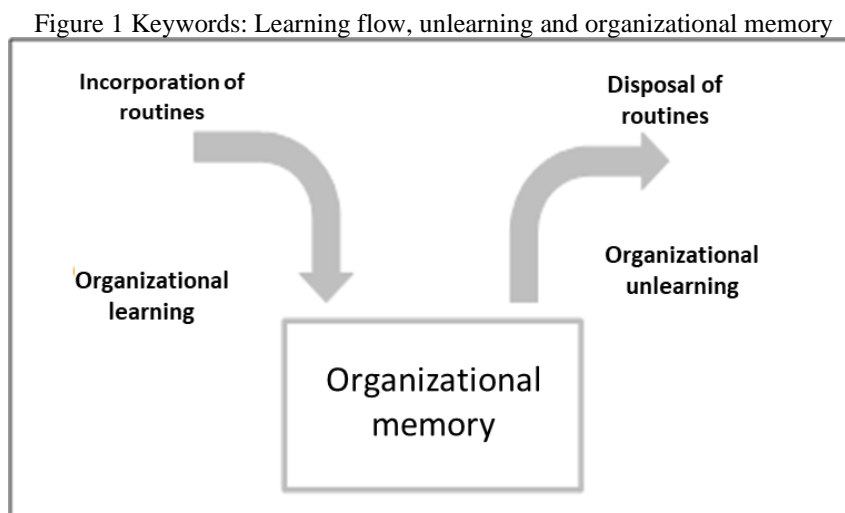 Figure 1 Keywords: Learning flow, unlearning and organizational memory
Incorporation of
routines
Disposal of
routines
Organizational
learning
Organizational
unlearning
Organizational
memory